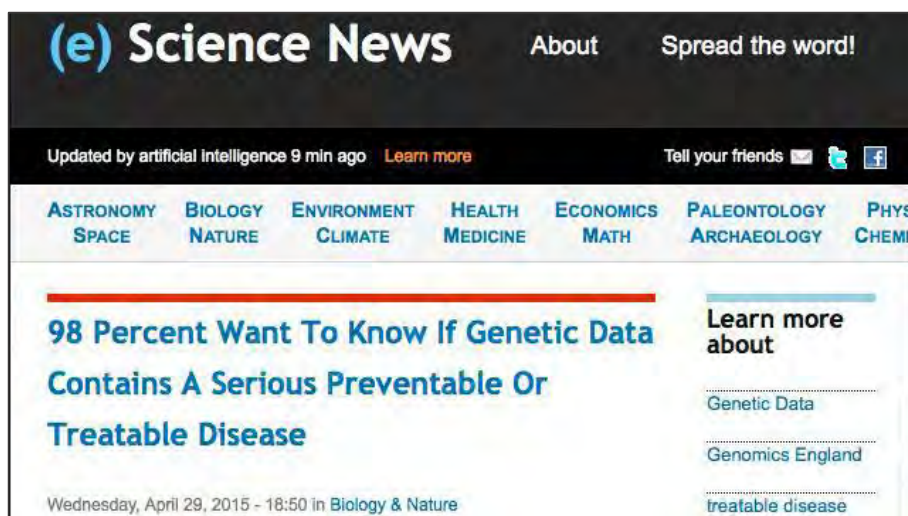 (e) Science News About Spread the word!
Updated by artificial intelligence 9 min ago Learn more Tell your friends
ASTRONOMY BIOLOGY ENVIRONMENT HEALTH ECONOMICS PALEONTOLOGY PHYS
SPACE NATURE CLIMATE MEDICINE MATH ARCHAEOLOGY CHEMI
98 Percent Want To Know If Genetic Data
Contains A Serious Preventable Or
Treatable Disease
Wednesday, April 29, 2015 - 18:50 in Biology & Nature
Learn more
about
Genetic Data
Genomics England
treatable disease